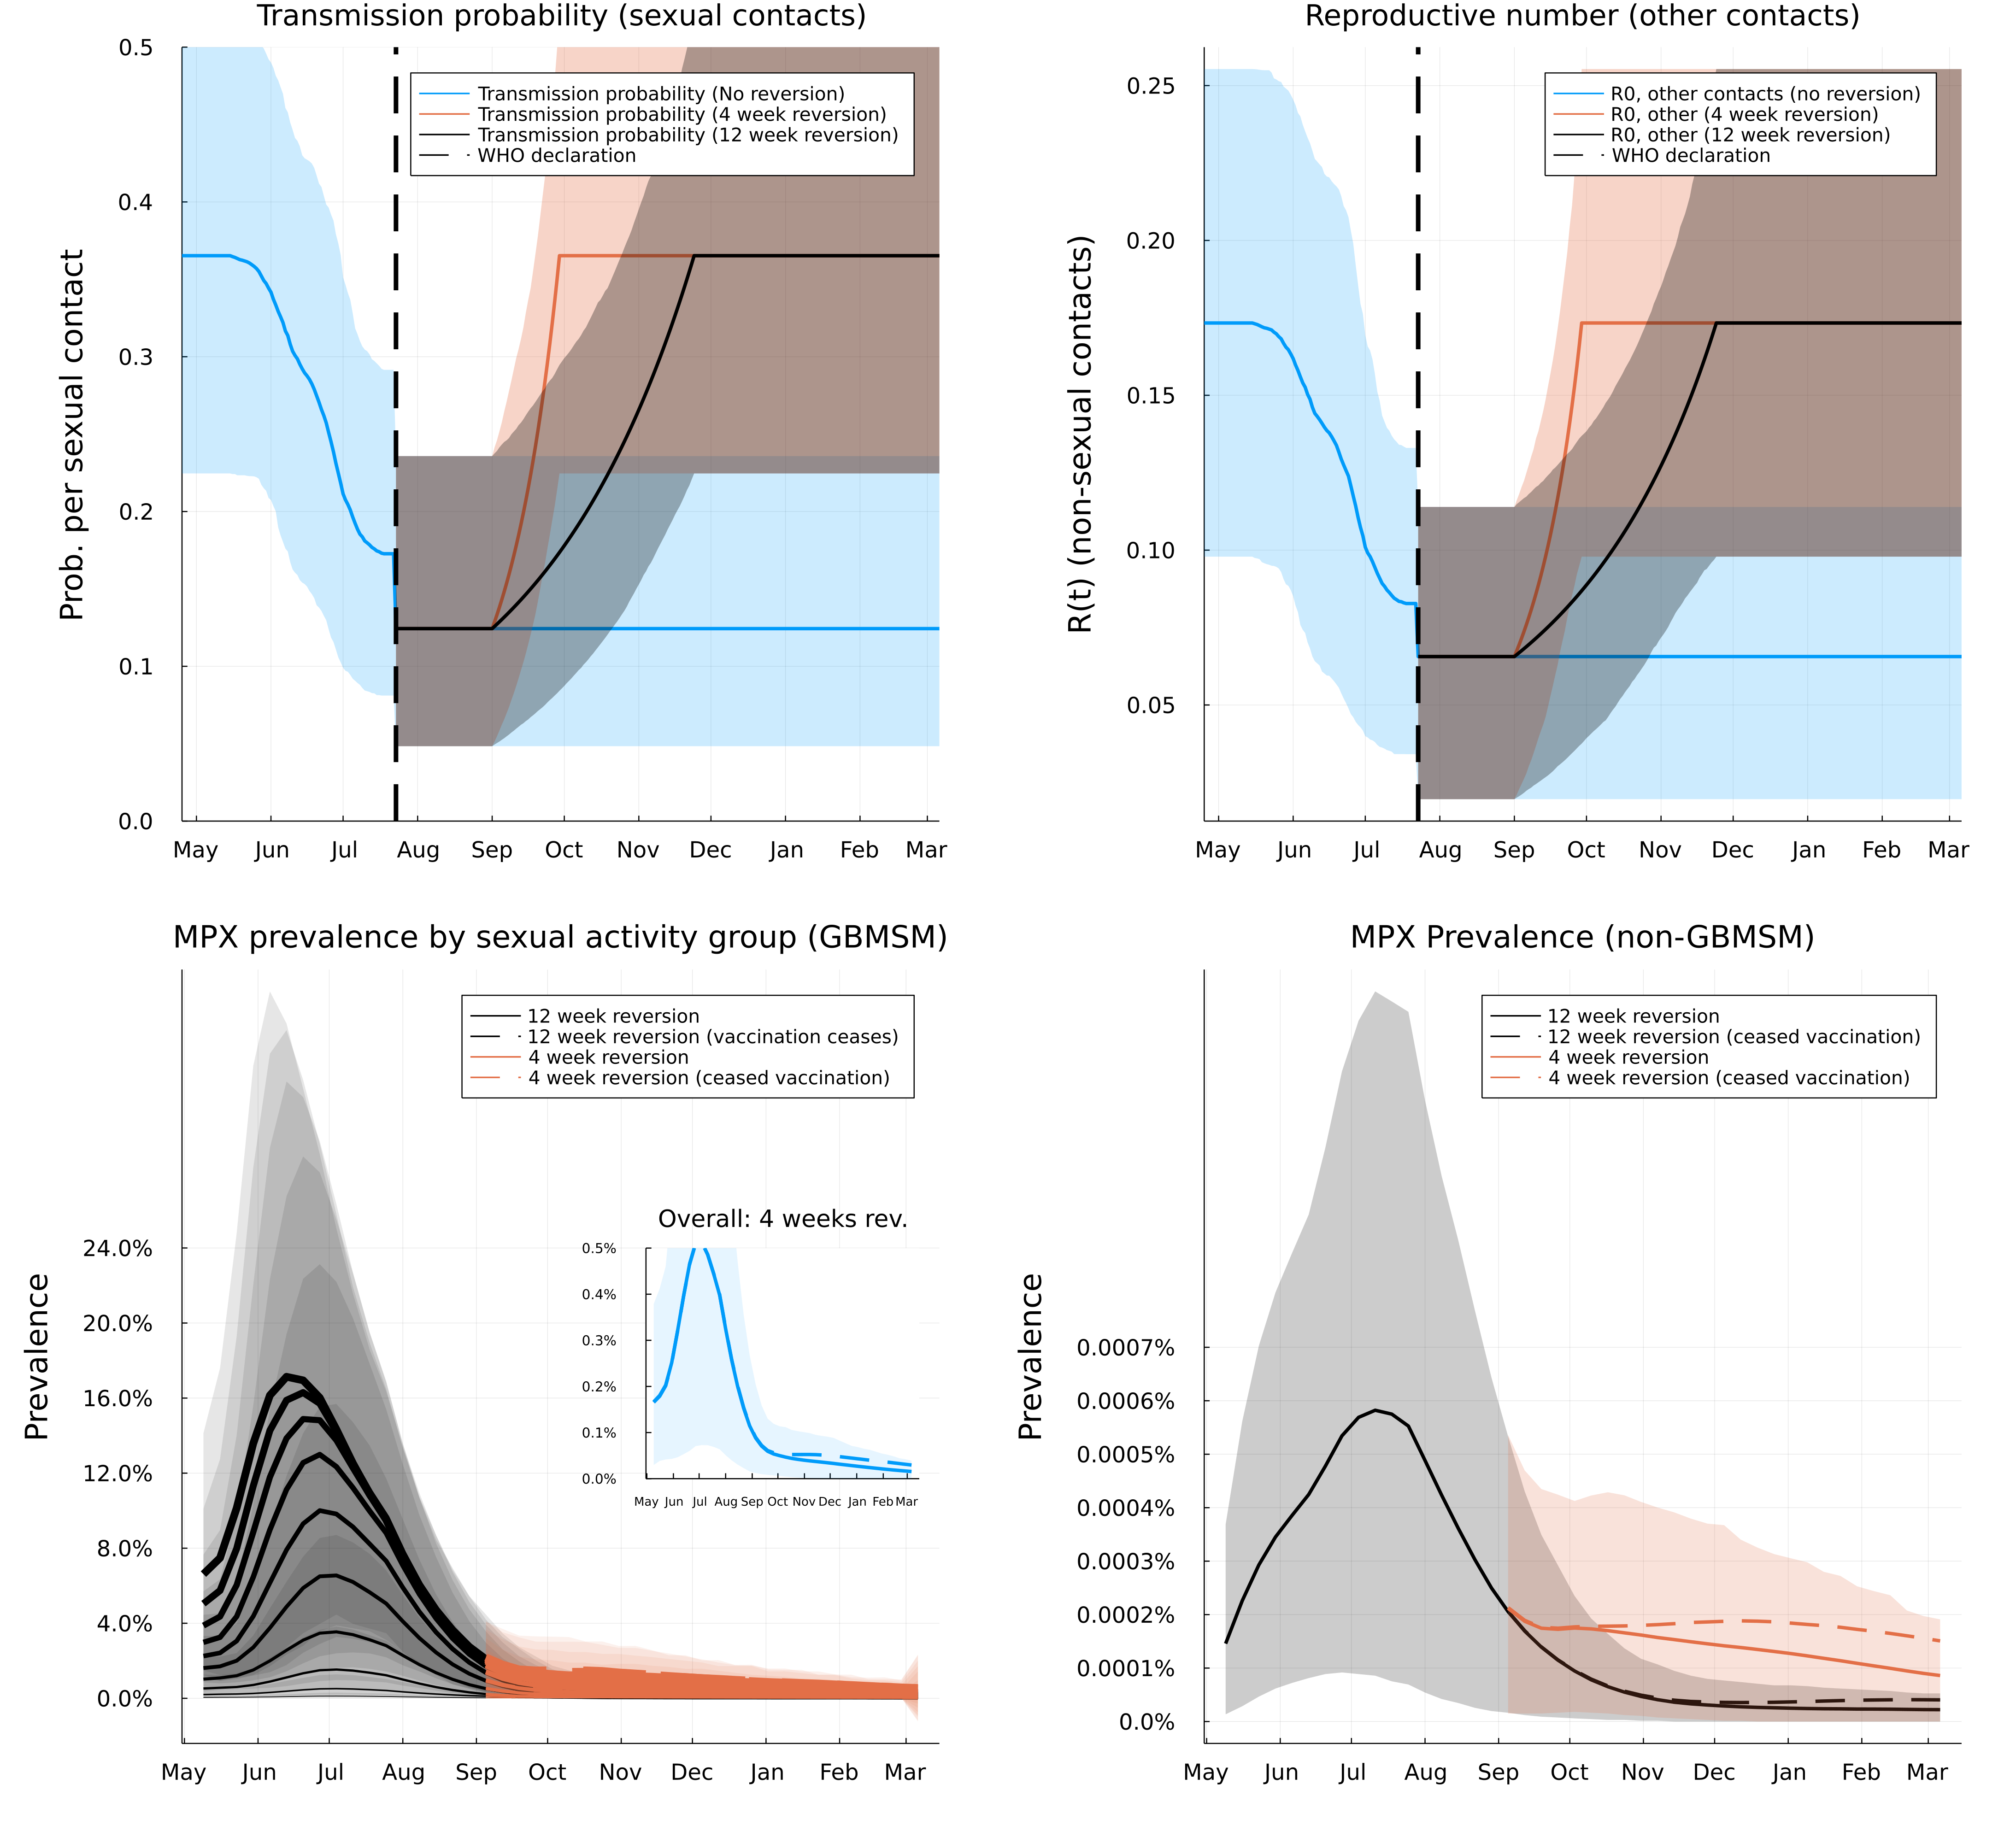 Transmission probability (sexual contacts)
Prob. per sexual contact
0.5
0.4
0.3
0.2
0.1
0.0
Transmission probability (No reversion)
Transmission probability (4 week reversion)
Transmission probability (12 week reversion)
WHO declaration
May Jun Jul Aug Sep Oct Nov Dec Jan Feb Mar
Reproductive number (other contacts)
R(t) (non-sexual contacts)
0.25
0.20
0.15
0.10
0.05
R0, other contacts (no reversion)
R0, other (4 week reversion)
R0, other (12 week reversion)
WHO declaration
May Jun Jul Aug Sep Oct Nov Dec Jan Feb Mar
MPX prevalence by sexual activity group (GBMSM)
Prevalence
24.0%
20.0%
16.0%
12.0%
8.0%
4.0%
0.0%
12 week reversion
12 week reversion (vaccination ceases)
4 week reversion
4 week reversion (ceased vaccination)
Overall: 4 weeks rev.
0.5%
0.4%
0.3%
0.2%
0.1%
0.0%
May Jun Jul Aug Sep Oct Nov Dec Jan Feb Mar
May Jun Jul Aug Sep Oct Nov Dec Jan Feb Mar
MPX Prevalence (non-GBMSM)
Prevalence
0.0007%
0.0006%
0.0005%
0.0004%
0.0003%
0.0002%
0.0001%
0.0%
12 week reversion
12 week reversion (ceased vaccination)
4 week reversion
4 week reversion (ceased vaccination)
May Jun Jul Aug Sep Oct Nov Dec Jan Feb Mar